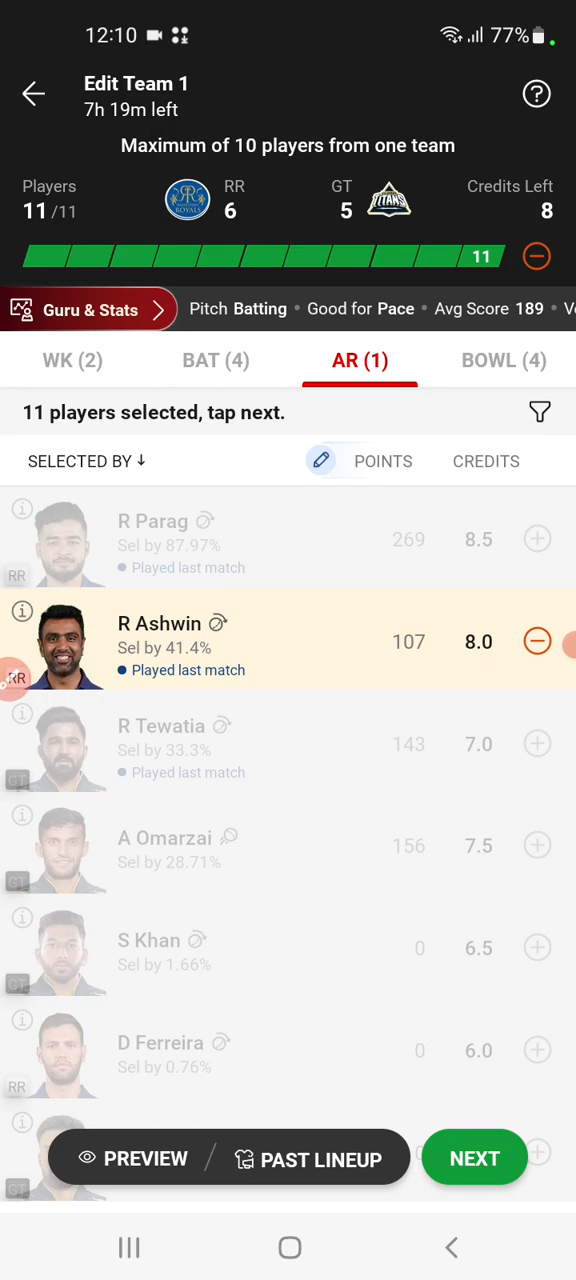 12:10 77%
Edit Team 1
7h 19m left
Maximum of 10 players from one team
Players RR GT Credits Left
11/11 6 5 8
11
Guru & Stats Pitch Batting • Good for Pace • Avg Score 189 •
WK (2) BAT (4) AR (1) BOWL (4)
11 players selected, tap next.
SELECTED BY ↓ POINTS CREDITS
R Parag
Sel by 87.97% 269 8.5
RR • Played last match
R Ashwin
Sel by 41.4% 107 8.0
RR • Played last match
R Tewatia
Sel by 33.3% 143 7.0
GT • Played last match
A Omarzai
Sel by 28.71% 156 7.5
GT
S Khan
Sel by 1.66% 0 6.5
GT
D Ferreira
Sel by 0.76% 0 6.0
RR
PREVIEW / PAST LINEUP NEXT
GT